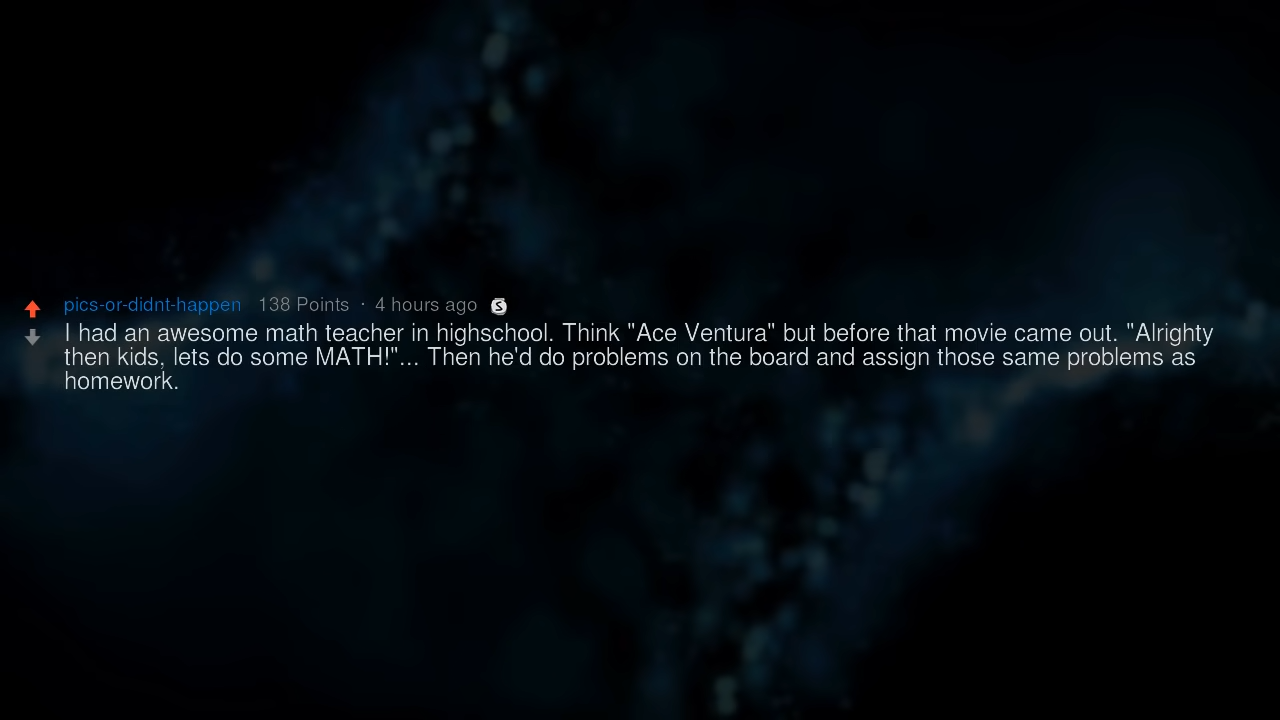 pics-or-didnt-happen 138 Points · 4 hours ago S
I had an awesome math teacher in highschool. Think "Ace Ventura" but before that movie came out. "Alrighty
then kids, lets do some MATH!"... Then he'd do problems on the board and assign those same problems as
homework.